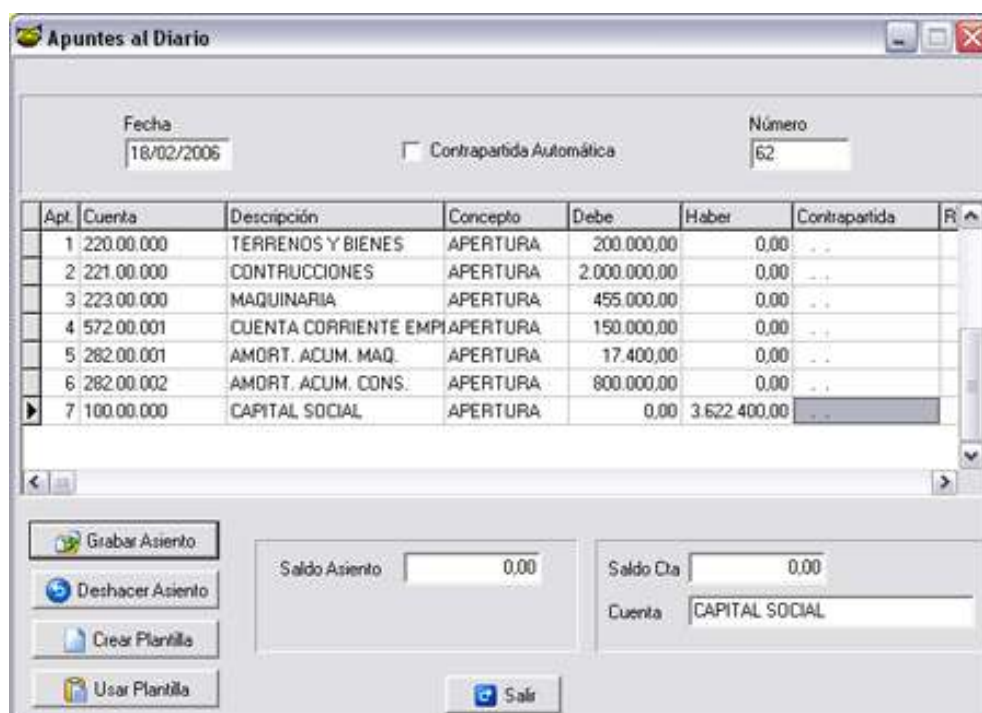 Apuntes al Diario
Fecha Número
18/02/2006 Contrapartida Automática 62
Apt. Cuenta Descripción Concepto Debe Haber Contrapartida R
1 220.00.000 TERRENOS Y BIENES APERTURA 200.000,00 0,00 . .
2 221.00.000 CONTRUCCIONES APERTURA 2.000.000,00 0,00 . .
3 223.00.000 MAQUINARIA APERTURA 455.000,00 0,00 . .
4 572.00.001 CUENTA CORRIENTE EMPI APERTURA 150.000,00 0,00 . .
5 282.00.001 AMORT. ACUM. MAQ. APERTURA 17.400,00 0,00 . .
6 282.00.002 AMORT. ACUM. CONS. APERTURA 800.000,00 0,00 . .
7 100.00.000 CAPITAL SOCIAL APERTURA 0,00 3.622.400,00 . .
Grabar Asiento
Saldo Asiento 0,00 Saldo Cta 0,00
Deshacer Asiento
Cuenta CAPITAL SOCIAL
Crear Plantilla
Usar Plantilla Salir